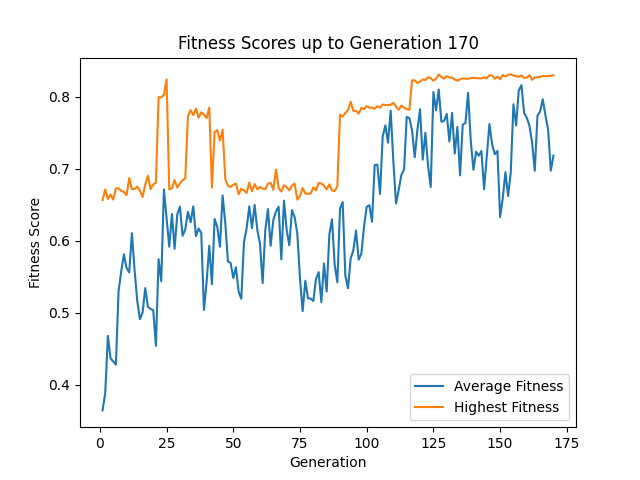 Fitness Scores up to Generation 170
Fitness Score
0.8
0.7
0.6
0.5
0.4
0
25
50
75
100
125
150
175
Generation
Average Fitness
Highest Fitness